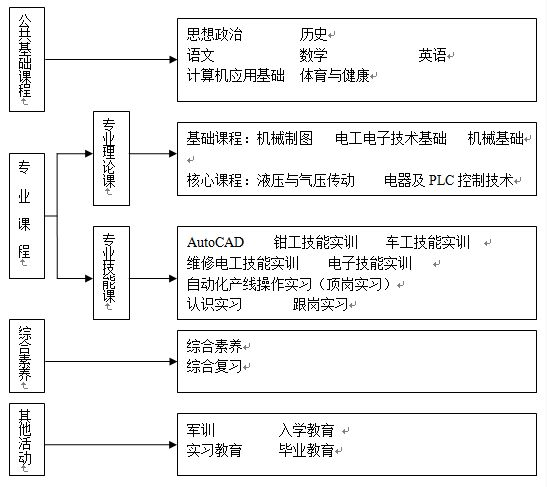 公共基础课程
思想政治 历史
语文 数学 英语
计算机应用基础 体育与健康
专业课程
专业理论课
基础课程：机械制图 电工电子技术基础 机械基础
核心课程：液压与气压传动 电器及 PLC 控制技术
专业技能课
AutoCAD 钳工技能实训 车工技能实训
维修电工技能实训 电子技能实训
自动化产线操作实习（顶岗实习）
认识实习 跟岗实习
综合素养
综合素养
综合复习
其他活动
军训 入学教育
实习教育 毕业教育